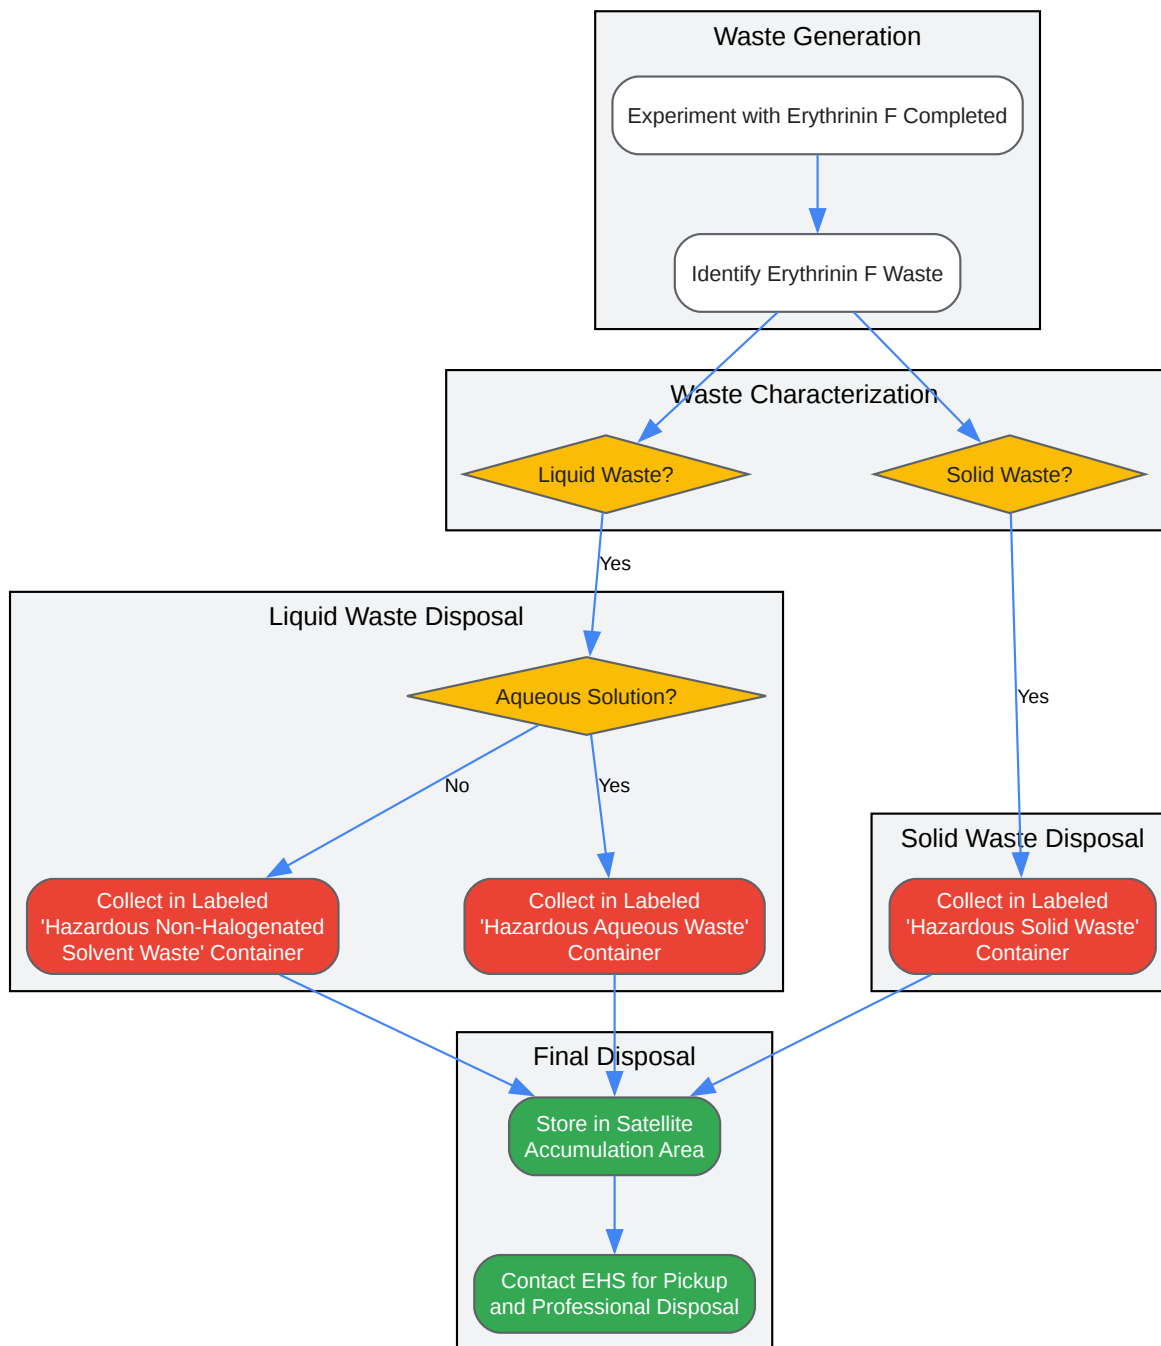 Waste Generation
Experiment with Erythrinin F Completed
Identify Erythrinin F Waste
Waste Characterization
Liquid Waste?
Solid Waste?
Yes
Liquid Waste Disposal
Aqueous Solution?
Yes
No
Yes
Solid Waste Disposal
Collect in Labeled
'Hazardous Non-Halogenated
Solvent Waste' Container
Collect in Labeled
'Hazardous Aqueous Waste'
Container
Collect in Labeled
'Hazardous Solid Waste'
Container
Final Disposal
Store in Satellite
Accumulation Area
Contact EHS for Pickup
and Professional Disposal